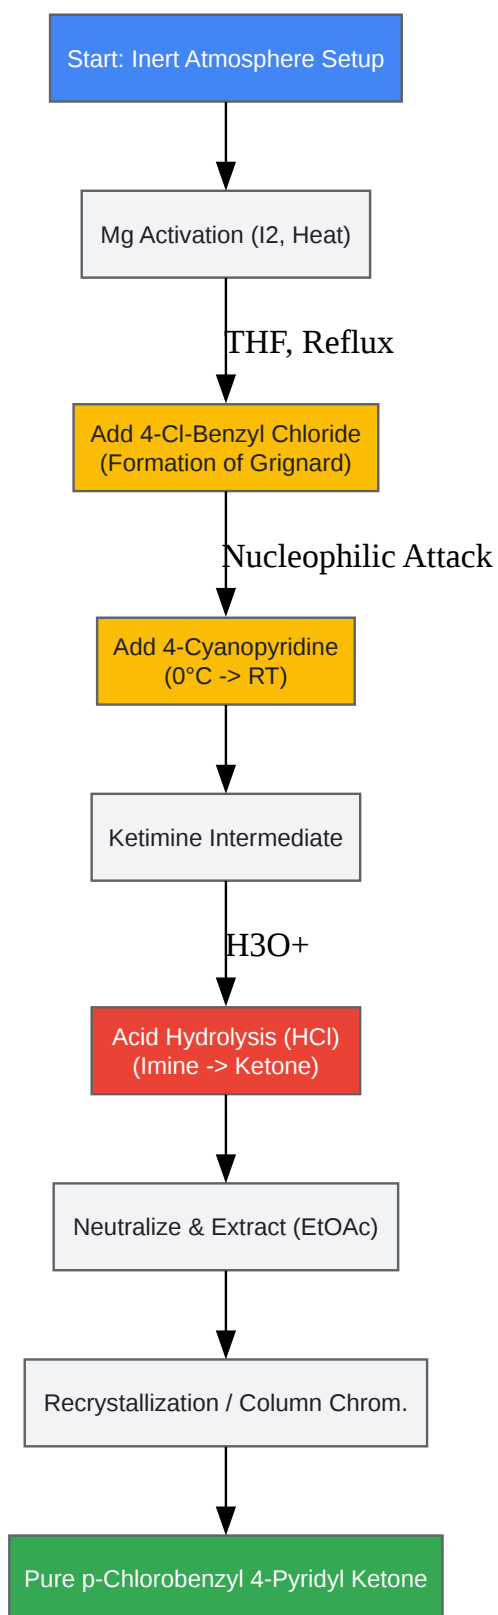 Start: Inert Atmosphere Setup
Mg Activation (I2, Heat)
THF, Reflux
Add 4-Cl-Benzyl Chloride
(Formation of Grignard)
Nucleophilic Attack
Add 4-Cyanopyridine
(0°C -> RT)
Ketimine Intermediate
H3O+
Acid Hydrolysis (HCl)
(Imine -> Ketone)
Neutralize & Extract (EtOAc)
Recrystallization / Column Chrom.
Pure p-Chlorobenzyl 4-Pyridyl Ketone